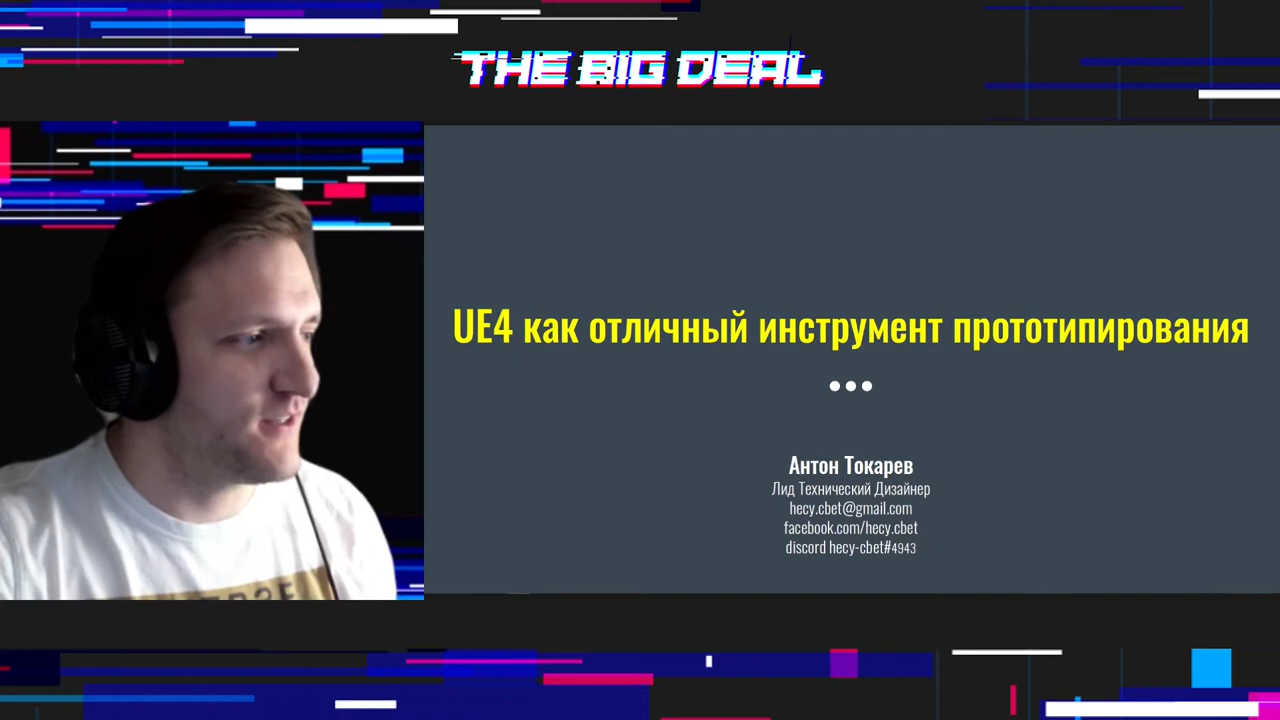 THE BIG DEAL
UE4 как отличный инструмент прототипирования
Антон Токарев
Лид Технический Дизайнер
hecy.cbet@gmail.com
facebook.com/hecy.cbet
discord hecy-cbet#4943